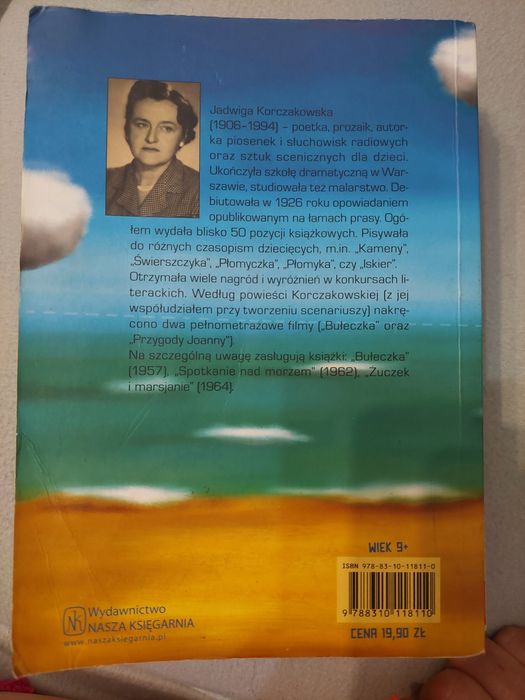 Jadwiga Korczakowska
(1906-1994) – poetka, prozaik, autor-
ka piosenek i słuchowisk radiowych
oraz sztuk scenicznych dla dzieci.
Ukończyła szkołę dramatyczną w War-
szawie, studiowała też malarstwo. De-
biutowała w 1926 roku opowiadaniem
opublikowanym na łamach prasy. Ogó-
łem wydała blisko 50 pozycji książkowych. Pisywała
do różnych czasopism dziecięcych, m.in. „Kameny”,
„Świerszczyka”, „Płomyczka”, „Płomyka”, czy „Iskier”.
Otrzymała wiele nagród i wyróżnień w konkursach li-
terackich. Według powieści Korczakowskiej (z jej
współudziałem przy tworzeniu scenariuszy) nakrę-
cono dwa pełnometrażowe filmy („Bułeczka” oraz
„Przygody Joanny”).
Na szczególną uwagę zasługują książki: „Bułeczka”
(1957), „Spotkanie nad morzem” (1962), „Żuczek
i marsjanie” (1964).
WIEK 9+
ISBN 978-83-10-11811-0
9 788310 118110
CENA 19,90 ZŁ
NK Wydawnictwo
NASZA KSIĘGARNIA
www.naszaksiegarnia.pl